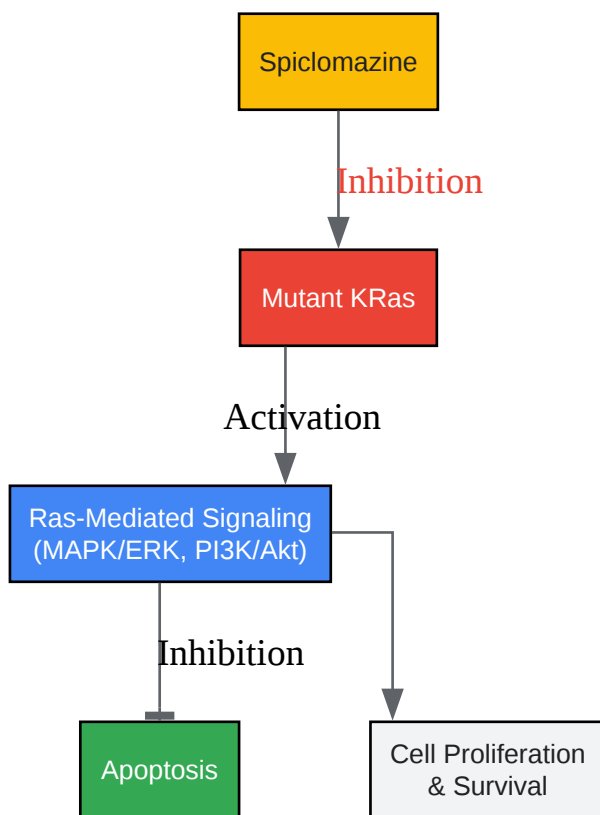 Spiclomazine
Inhibition
Mutant KRas
Activation
Ras-Mediated Signaling
(MAPK/ERK, PI3K/Akt)
Inhibition
Apoptosis
Cell Proliferation
& Survival